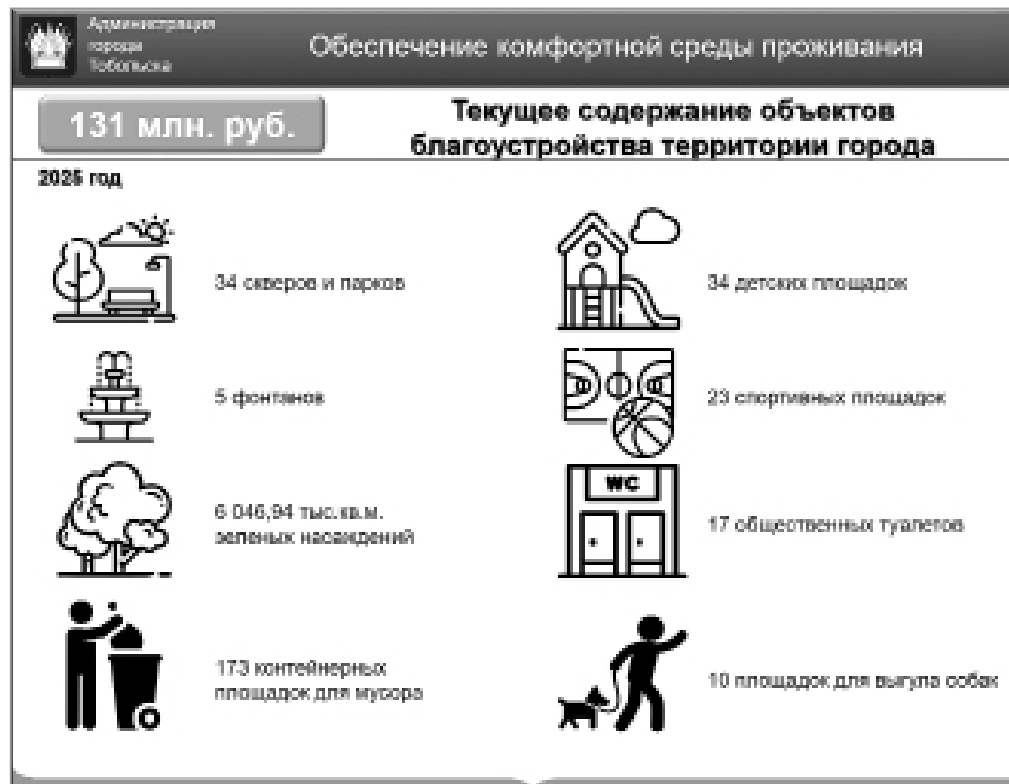 Администрация
города
Тобольска
Обеспечение комфортной среды проживания
131 млн. руб.
Текущее содержание объектов
благоустройства территории города
2025 год
34 скверов и парков
34 детских площадок
5 фонтанов
23 спортивных площадок
6 046,94 тыс.кв.м.
зеленых насаждений
WC
17 общественных туалетов
173 контейнерных
площадок для мусора
10 площадок для выгула собак